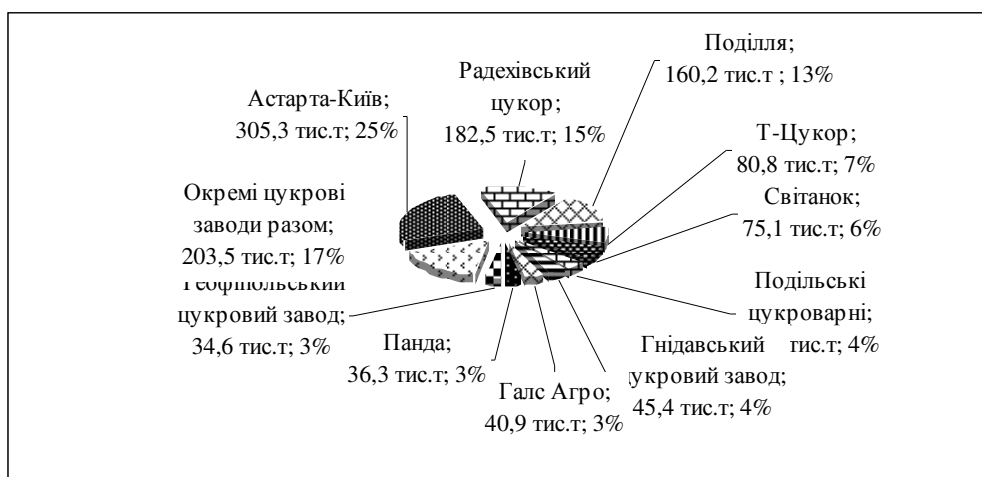 Поділля;
160,2 тис.т ; 13%
Радехівський
цукор;
182,5 тис.т; 15%
Астарта-Київ;
305,3 тис.т; 25%
Т-Цукор;
80,8 тис.т; 7%
Світанок;
75,1 тис.т; 6%
Окремі цукрові
заводи разом;
203,5 тис.т; 17%
цукровий завод;
34,6 тис.т; 3%
Подільські
цукроварні;
тис.т; 4%
Гнідавський
цукровий завод;
45,4 тис.т; 4%
Панда;
36,3 тис.т; 3%
Галс Агро;
40,9 тис.т; 3%